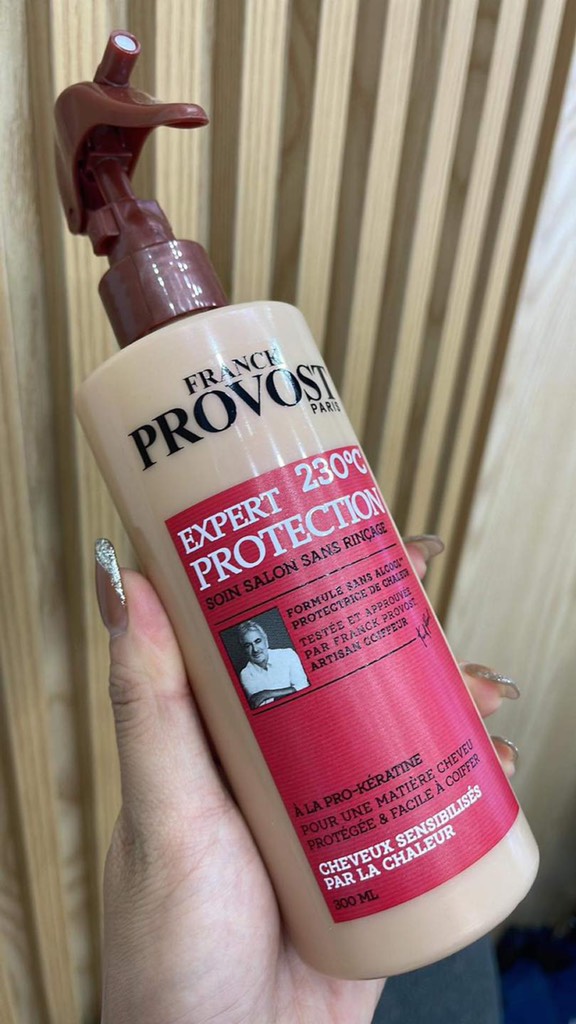 FRANCK
PROVOST
PARIS
EXPERT 230°C
PROTECTION
SOIN SALON SANS RINÇAGE
FORMULE SANS ALCOOL
PROTECTRICE DE CHALEUR
TESTÉE ET APPROUVÉE
PAR FRANCK PROVOST
ARTISAN COIFFEUR
À LA PRO-KÉRATINE
POUR UNE MATIÈRE CHEVEU
PROTÉGÉE & FACILE À COIFFER
CHEVEUX SENSIBILISÉS
PAR LA CHALEUR
300 ML